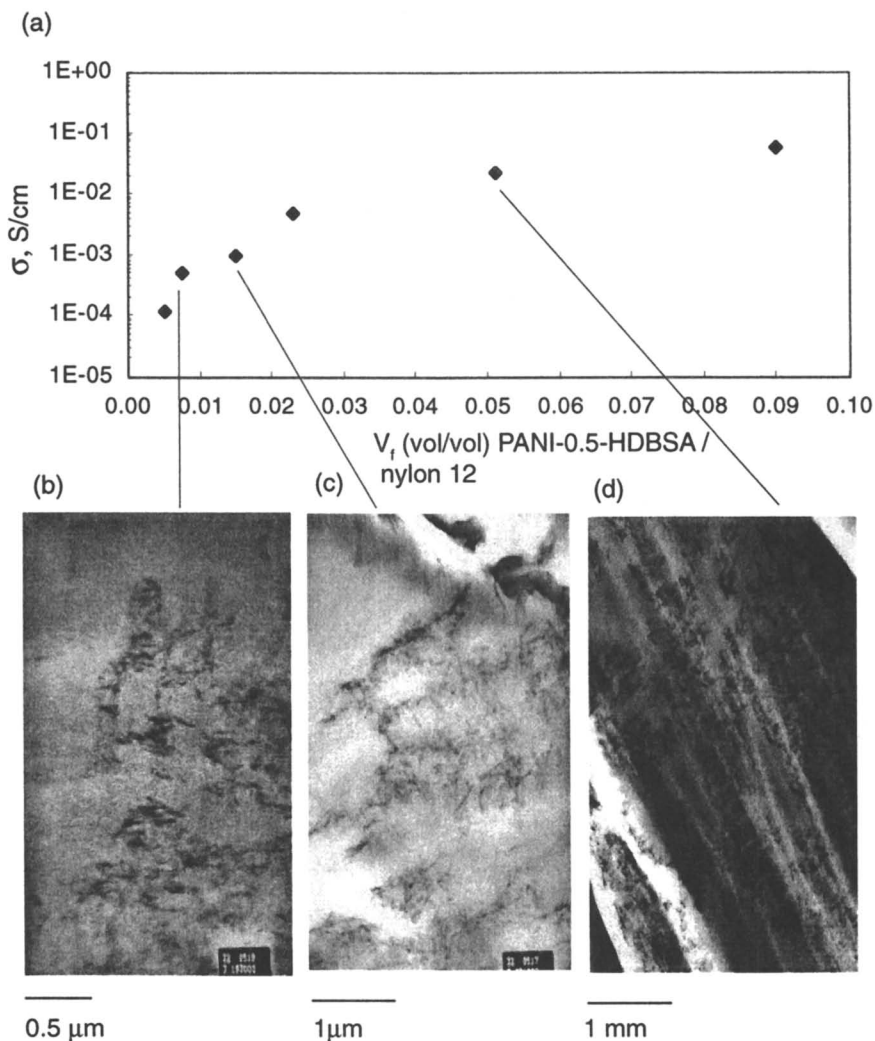 (a)
1E+00
1E-01
1E-02
1E-03
1E-04
1E-05
σ, S/cm
0.00 0.01 0.02 0.03 0.04 0.05 0.06 0.07 0.08 0.09 0.10
Vf (vol/vol) PANI-0.5-HDBSA /
nylon 12
(b)
(c)
(d)
0.5 μm
1μm
1 mm